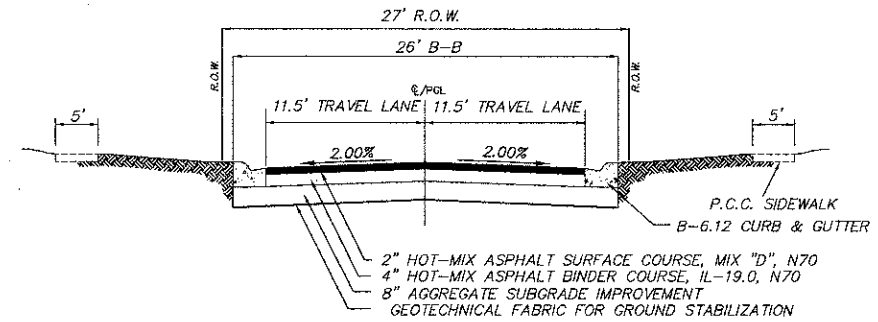 27' R.O.W.
26' B-B
R.O.W.
R.O.W.
℄/PGL
11.5' TRAVEL LANE
11.5' TRAVEL LANE
5'
5'
2.00%
2.00%
P.C.C. SIDEWALK
B-6.12 CURB & GUTTER
2" HOT-MIX ASPHALT SURFACE COURSE, MIX "D", N70
4" HOT-MIX ASPHALT BINDER COURSE, IL-19.0, N70
8" AGGREGATE SUBGRADE IMPROVEMENT
GEOTECHNICAL FABRIC FOR GROUND STABILIZATION